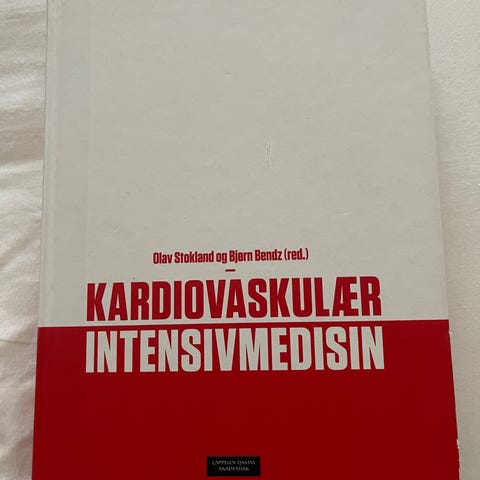 Olav Stokland og Bjørn Bendz (red.)
KARDIOVASKULÆR
INTENSIVMEDISIN
CAPPELEN DAMM
AKADEMISK